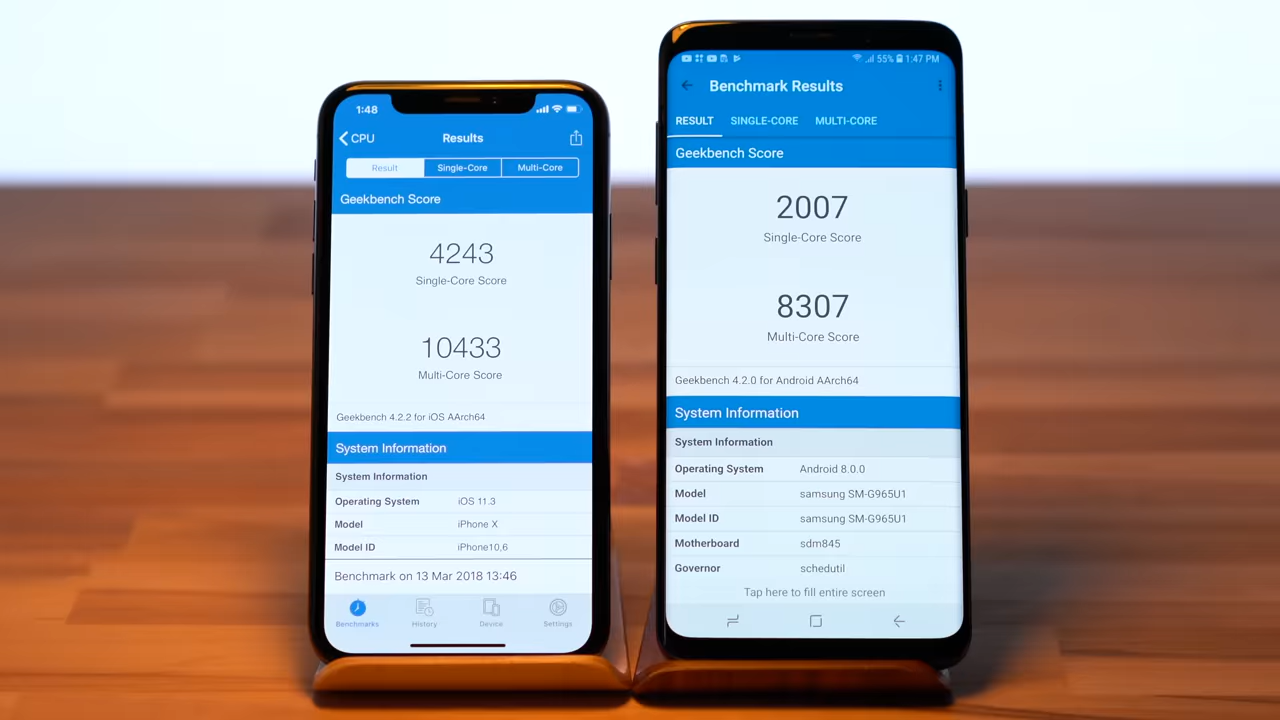 1:48
CPU Results
Result Single-Core Multi-Core
Geekbench Score
4243
Single-Core Score
10433
Multi-Core Score
Geekbench 4.2.2 for iOS AArch64
System Information
System Information
Operating System iOS 11.3
Model iPhone X
Model ID iPhone10,6
Benchmark on 13 Mar 2018 13:46
Benchmarks History Device Settings
55% 1:47 PM
Benchmark Results
RESULT SINGLE-CORE MULTI-CORE
Geekbench Score
2007
Single-Core Score
8307
Multi-Core Score
Geekbench 4.2.0 for Android AArch64
System Information
System Information
Operating System Android 8.0.0
Model samsung SM-G965U1
Model ID samsung SM-G965U1
Motherboard sdm845
Governor schedutil
Tap here to fill entire screen